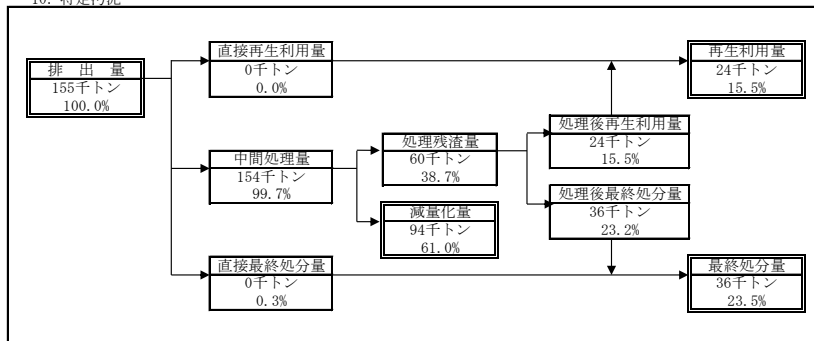 排 出 量
155千トン
100.0%
直接再生利用量
0千トン
0.0%
中間処理量
154千トン
99.7%
直接最終処分量
0千トン
0.3%
処理残渣量
60千トン
38.7%
減量化量
94千トン
61.0%
処理後再生利用量
24千トン
15.5%
処理後最終処分量
36千トン
23.2%
再生利用量
24千トン
15.5%
最終処分量
36千トン
23.5%